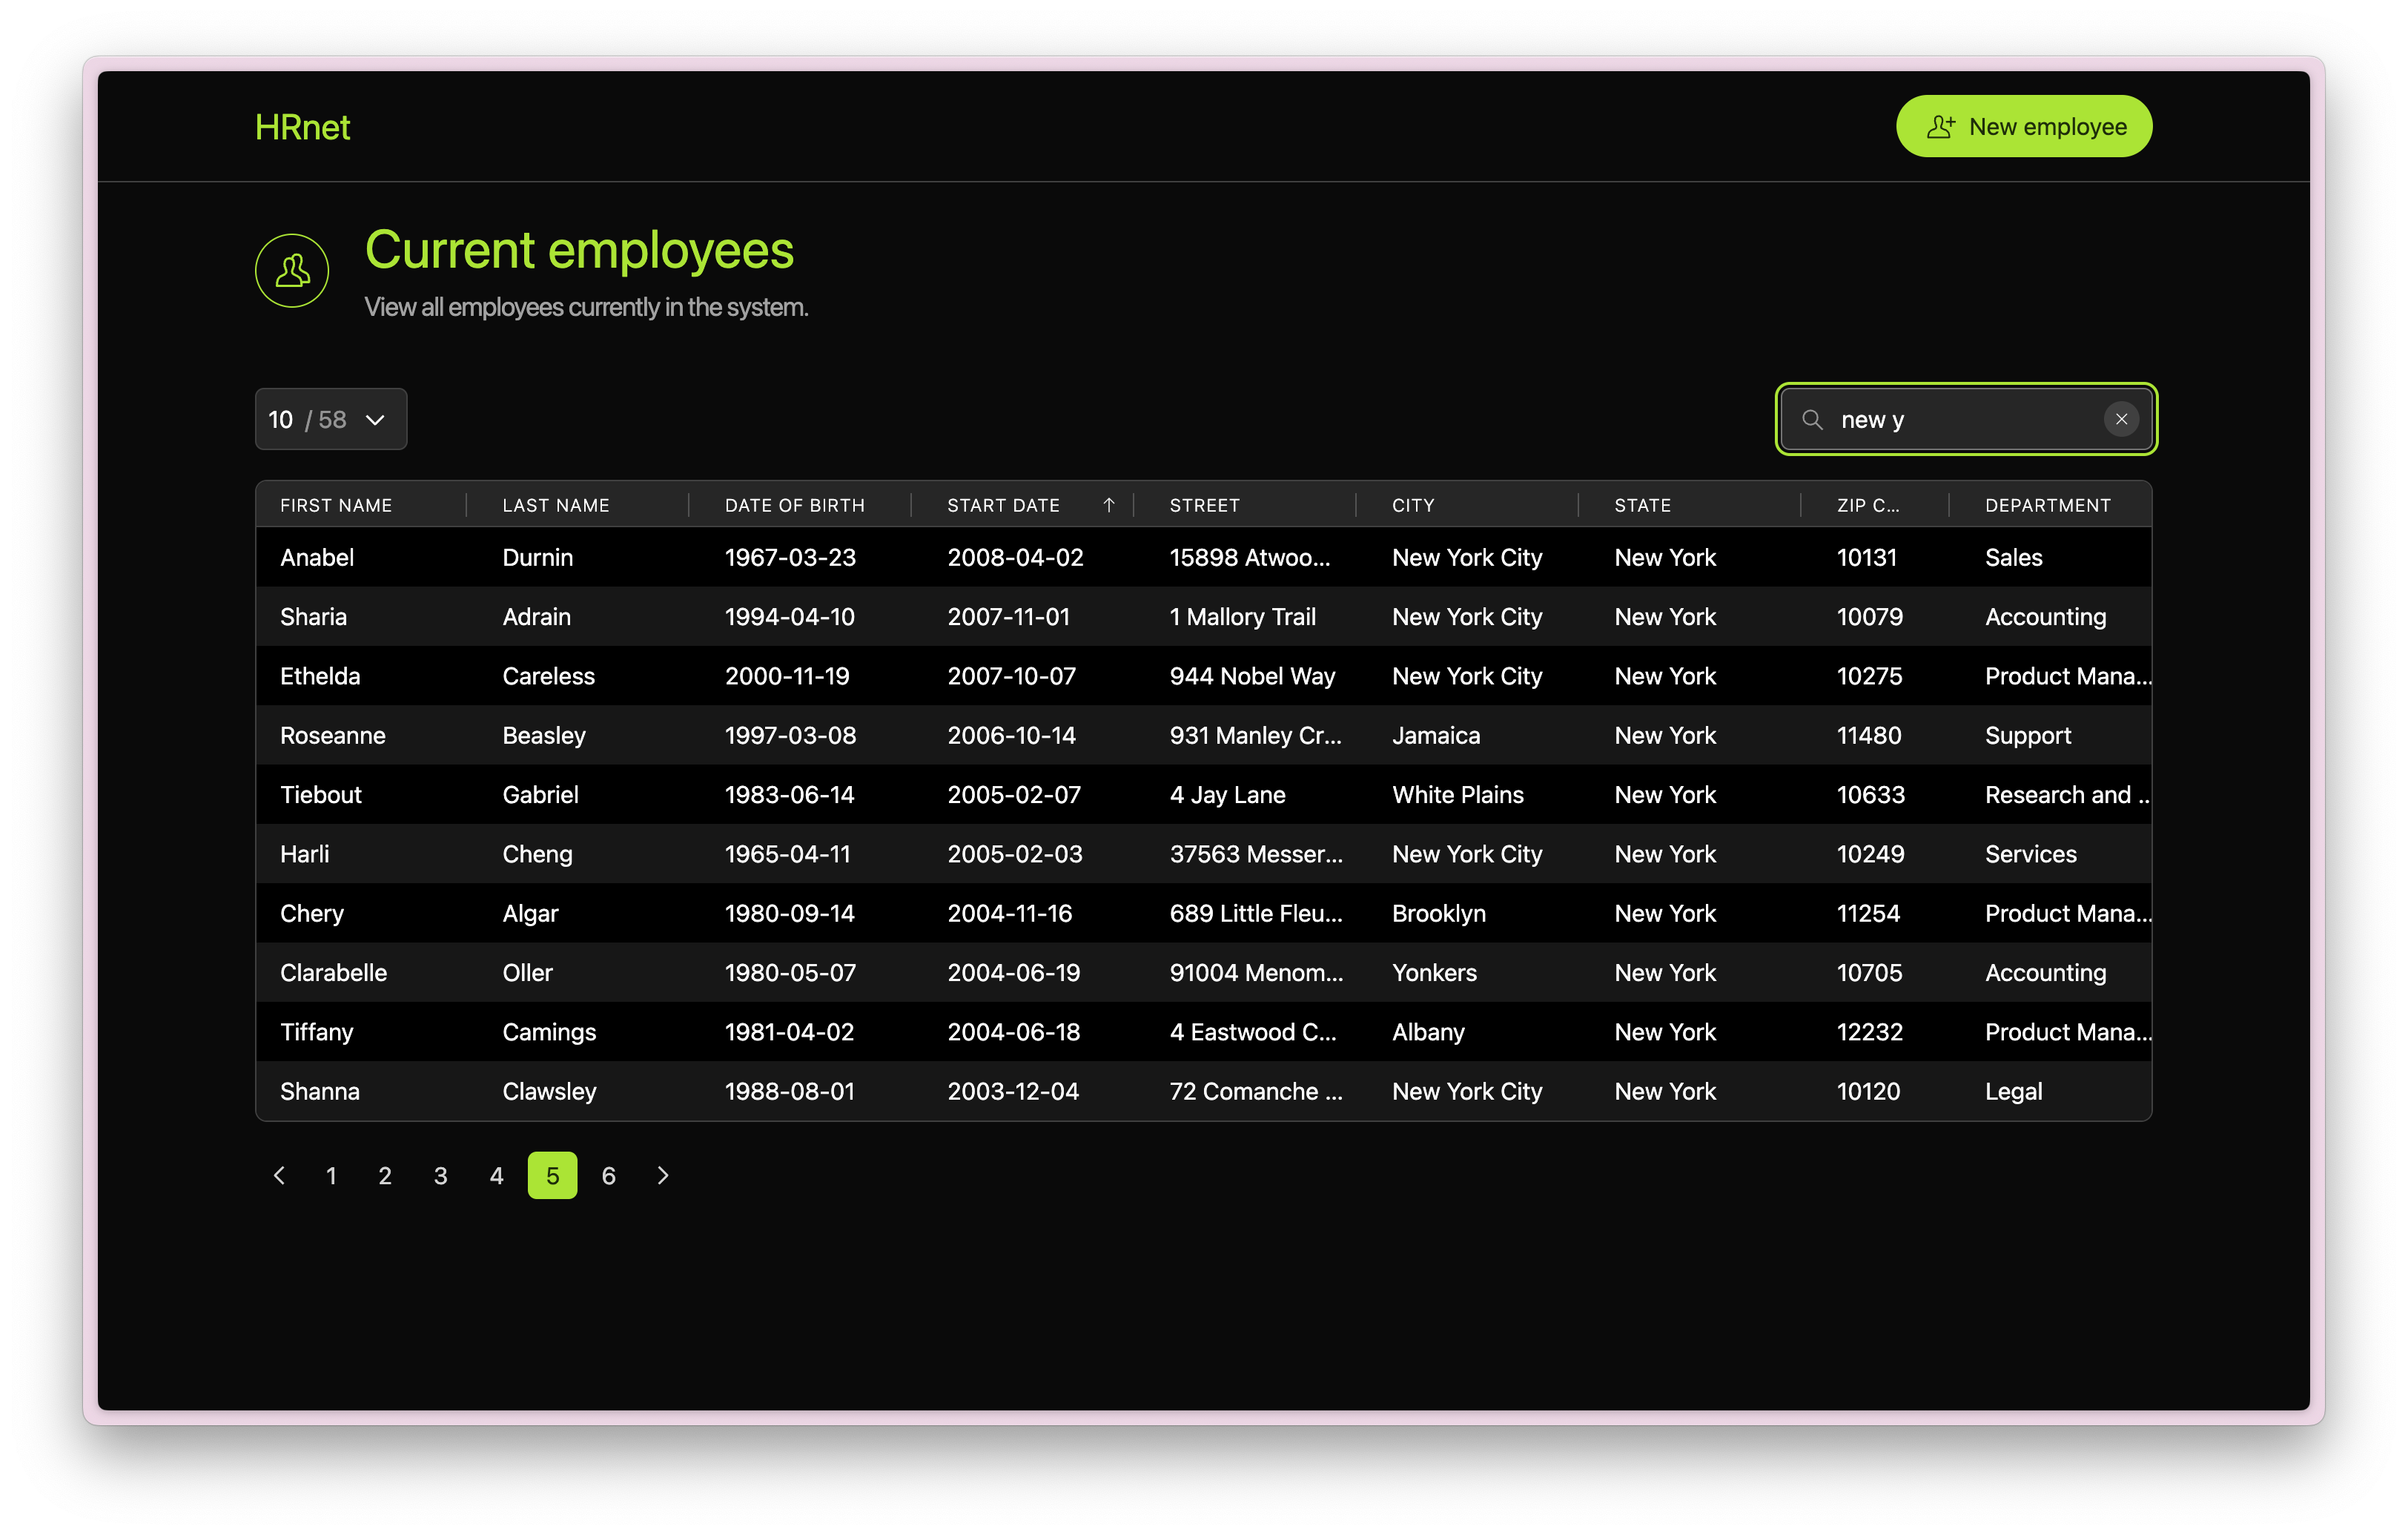 HRnet
New employee
Current employees
View all employees currently in the system.
10 / 58
new y
FIRST NAME LAST NAME DATE OF BIRTH START DATE STREET CITY STATE ZIP C... DEPARTMENT
Anabel Durnin 1967-03-23 2008-04-02 15898 Atwoo... New York City New York 10131 Sales
Sharia Adrain 1994-04-10 2007-11-01 1 Mallory Trail New York City New York 10079 Accounting
Ethelda Careless 2000-11-19 2007-10-07 944 Nobel Way New York City New York 10275 Product Mana...
Roseanne Beasley 1997-03-08 2006-10-14 931 Manley Cr... Jamaica New York 11480 Support
Tiebout Gabriel 1983-06-14 2005-02-07 4 Jay Lane White Plains New York 10633 Research and ...
Harli Cheng 1965-04-11 2005-02-03 37563 Messer... New York City New York 10249 Services
Chery Algar 1980-09-14 2004-11-16 689 Little Fleu... Brooklyn New York 11254 Product Mana...
Clarabelle Oller 1980-05-07 2004-06-19 91004 Menom... Yonkers New York 10705 Accounting
Tiffany Camings 1981-04-02 2004-06-18 4 Eastwood C... Albany New York 12232 Product Mana...
Shanna Clawsley 1988-08-01 2003-12-04 72 Comanche ... New York City New York 10120 Legal
1 2 3 4 5 6